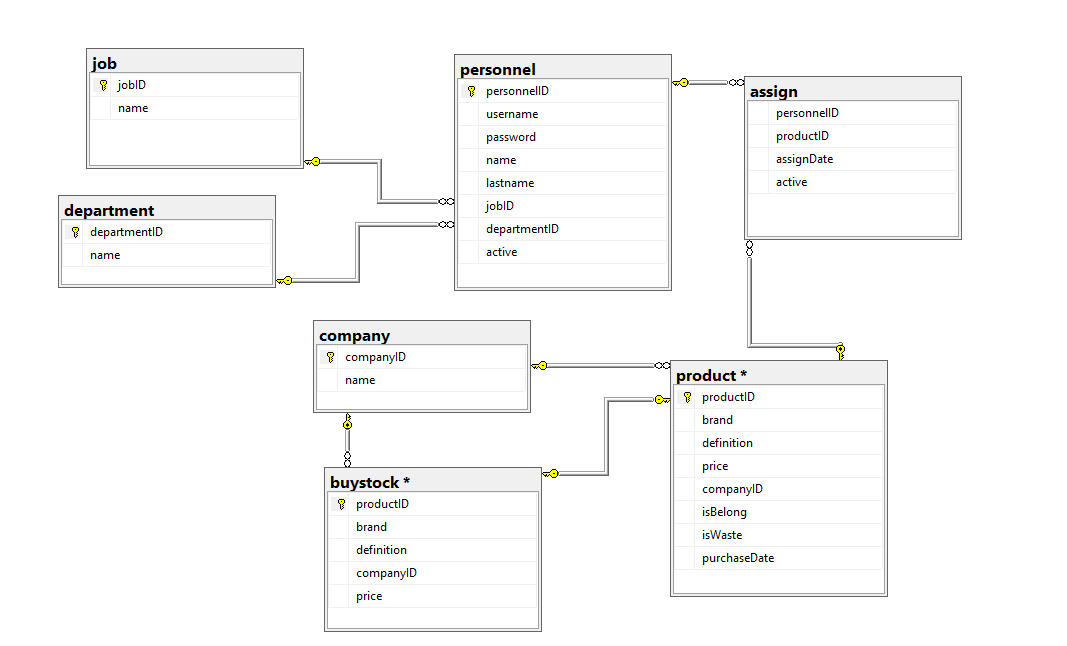 job
jobID
name
department
departmentID
name
personnel
personnelID
username
password
name
lastname
jobID
departmentID
active
assign
personnelID
productID
assignDate
active
company
companyID
name
buystock *
productID
brand
definition
companyID
price
product *
productID
brand
definition
price
companyID
isBelong
isWaste
purchaseDate